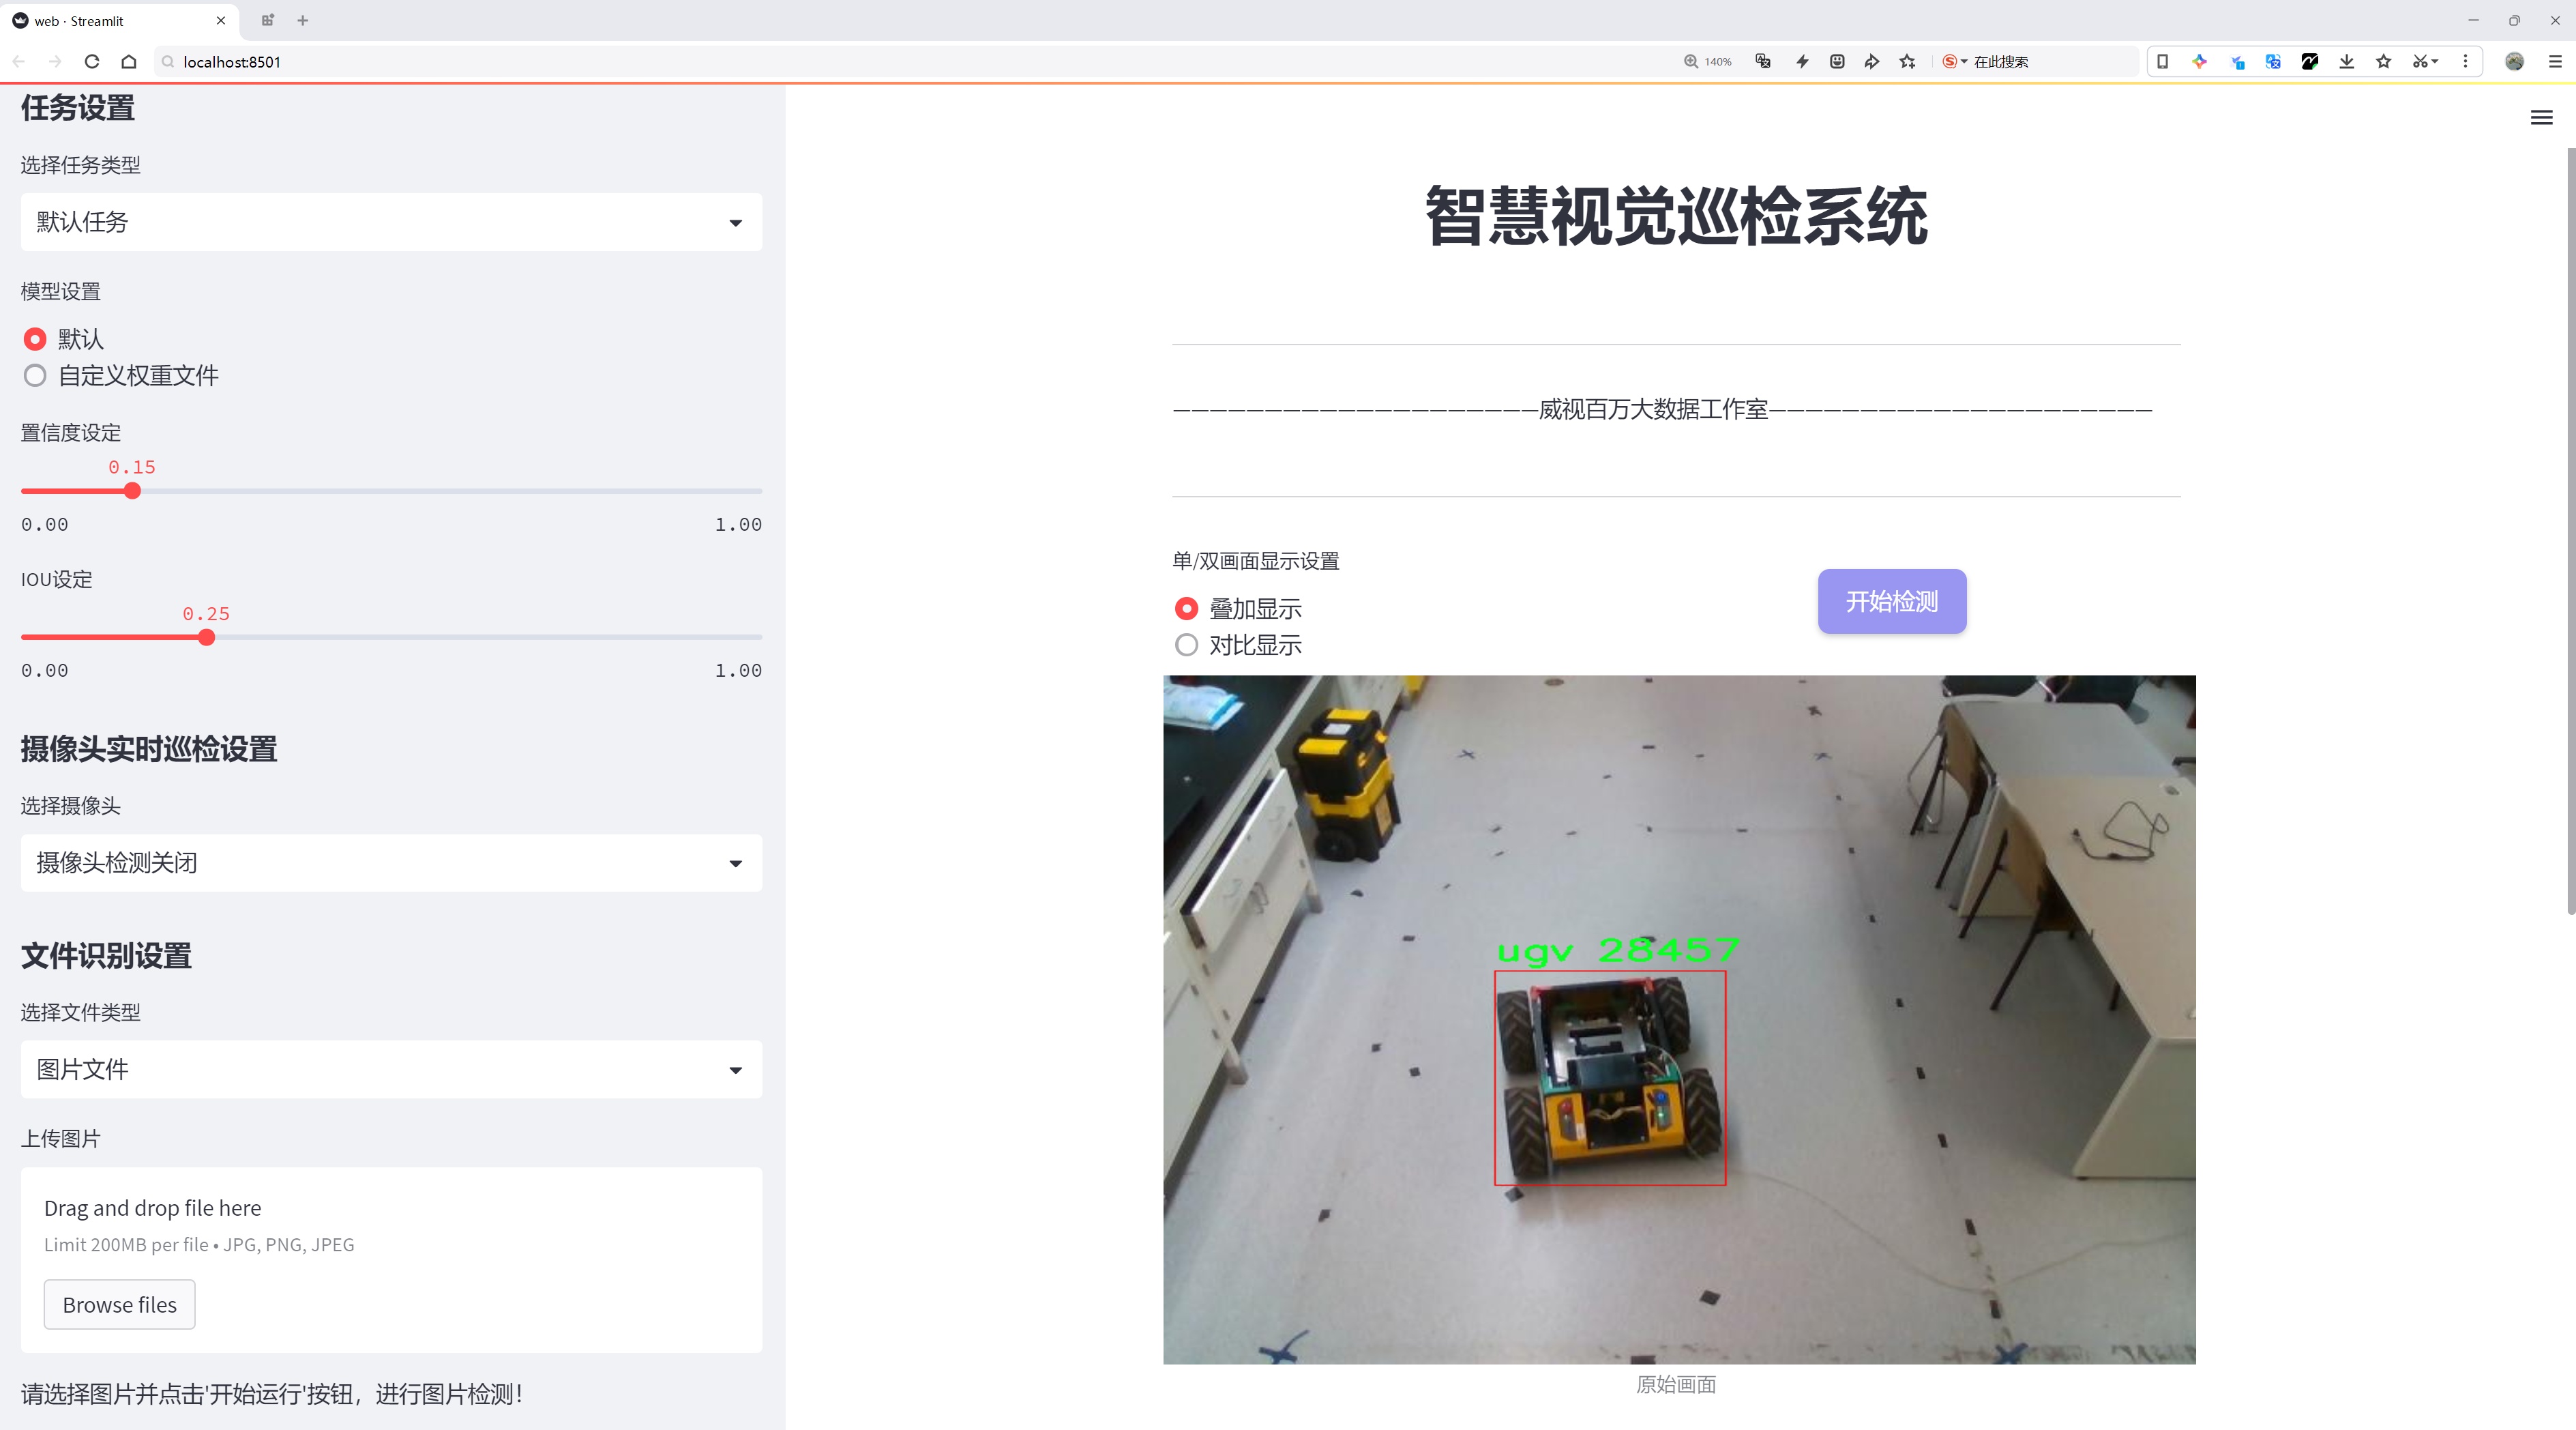 web · Streamlit
localhost:8501
140%
在此搜索
任务设置
选择任务类型
默认任务
模型设置
默认
自定义权重文件
置信度设定
0.15
0.00 1.00
IOU设定
0.25
0.00 1.00
摄像头实时巡检设置
选择摄像头
摄像头检测关闭
文件识别设置
选择文件类型
图片文件
上传图片
Drag and drop file here
Limit 200MB per file • JPG, PNG, JPEG
Browse files
请选择图片并点击'开始运行'按钮，进行图片检测！
智慧视觉巡检系统
————————————————————威视百万大数据工作室—————————————————————
单/双画面显示设置
叠加显示
对比显示
开始检测
ugv 28457
原始画面